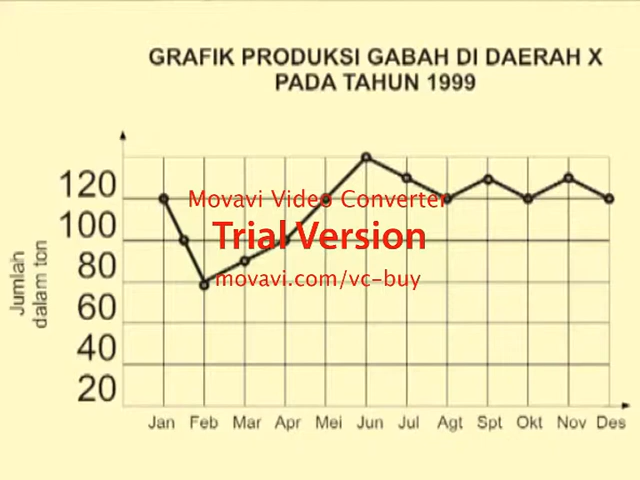 GRAFIK PRODUKSI GABAH DI DAERAH X
PADA TAHUN 1999
120
100
80
60
40
20
Jumlah
dalam ton
Movavi Video Converter
Trial Version
movavi.com/vc-buy
Jan Feb Mar Apr Mei Jun Jul Agt Spt Okt Nov Des